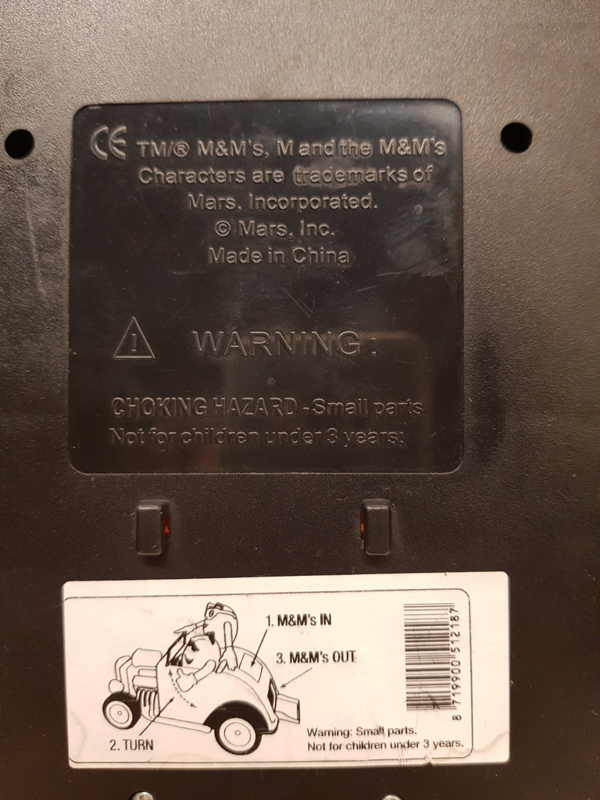 CE TM/® M&M's, M and the M&M's
Characters are trademarks of
Mars, Incorporated.
© Mars, Inc.
Made in China
! WARNING:
CHOKING HAZARD - Small parts
Not for children under 3 years;
1. M&M's IN
3. M&M's OUT
2. TURN
Warning: Small parts.
Not for children under 3 years.
8 719900 512187